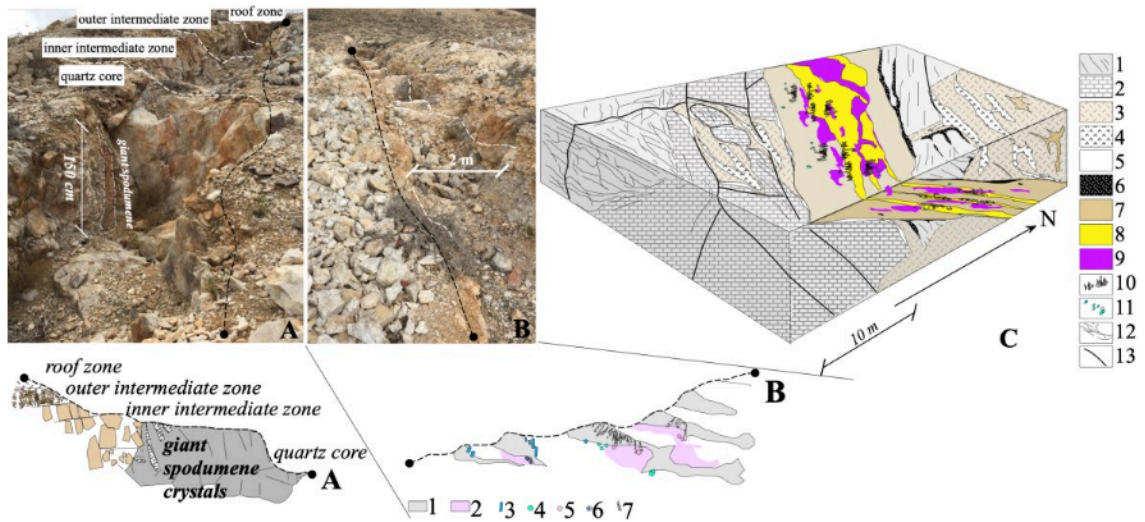 outer intermediate zone
roof zone
inner intermediate zone
quartz core
150 cm
giant spodumene
A
2 m
B
N
10 m
C
1
2
3
4
5
6
7
8
9
10
11
12
13
roof zone
outer intermediate zone
inner intermediate zone
giant
spodumene
crystals
quartz core
A
B
1 2 3 4 5 6 7